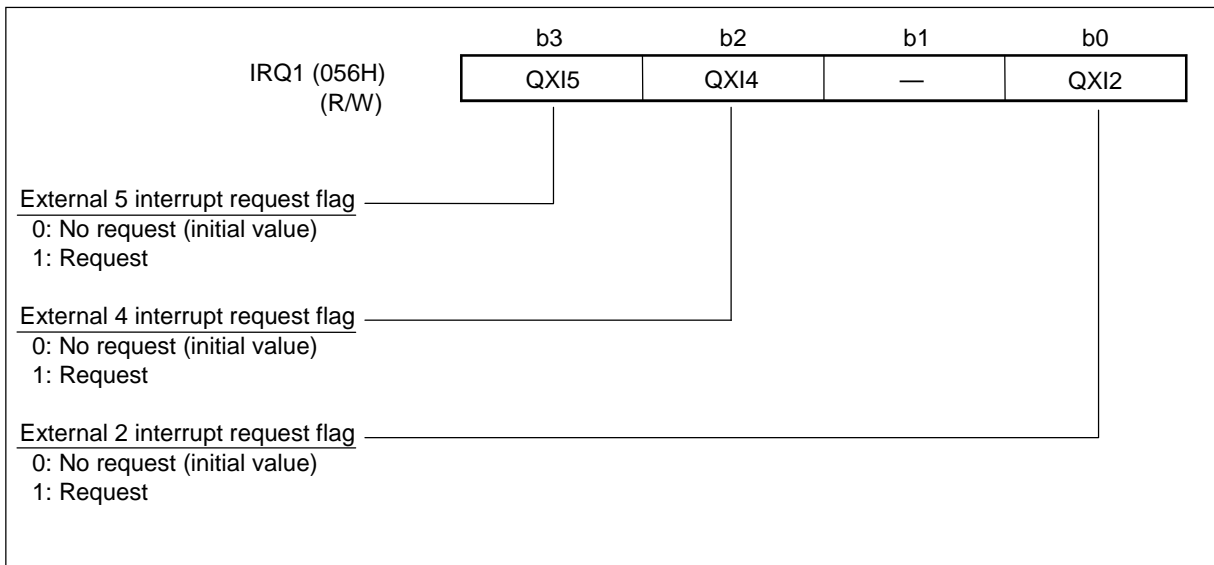 b3 b2 b1 b0
IRQ1 (056H) QXI5 QXI4 — QXI2
(R/W)
External 5 interrupt request flag
0: No request (initial value)
1: Request
External 4 interrupt request flag
0: No request (initial value)
1: Request
External 2 interrupt request flag
0: No request (initial value)
1: Request